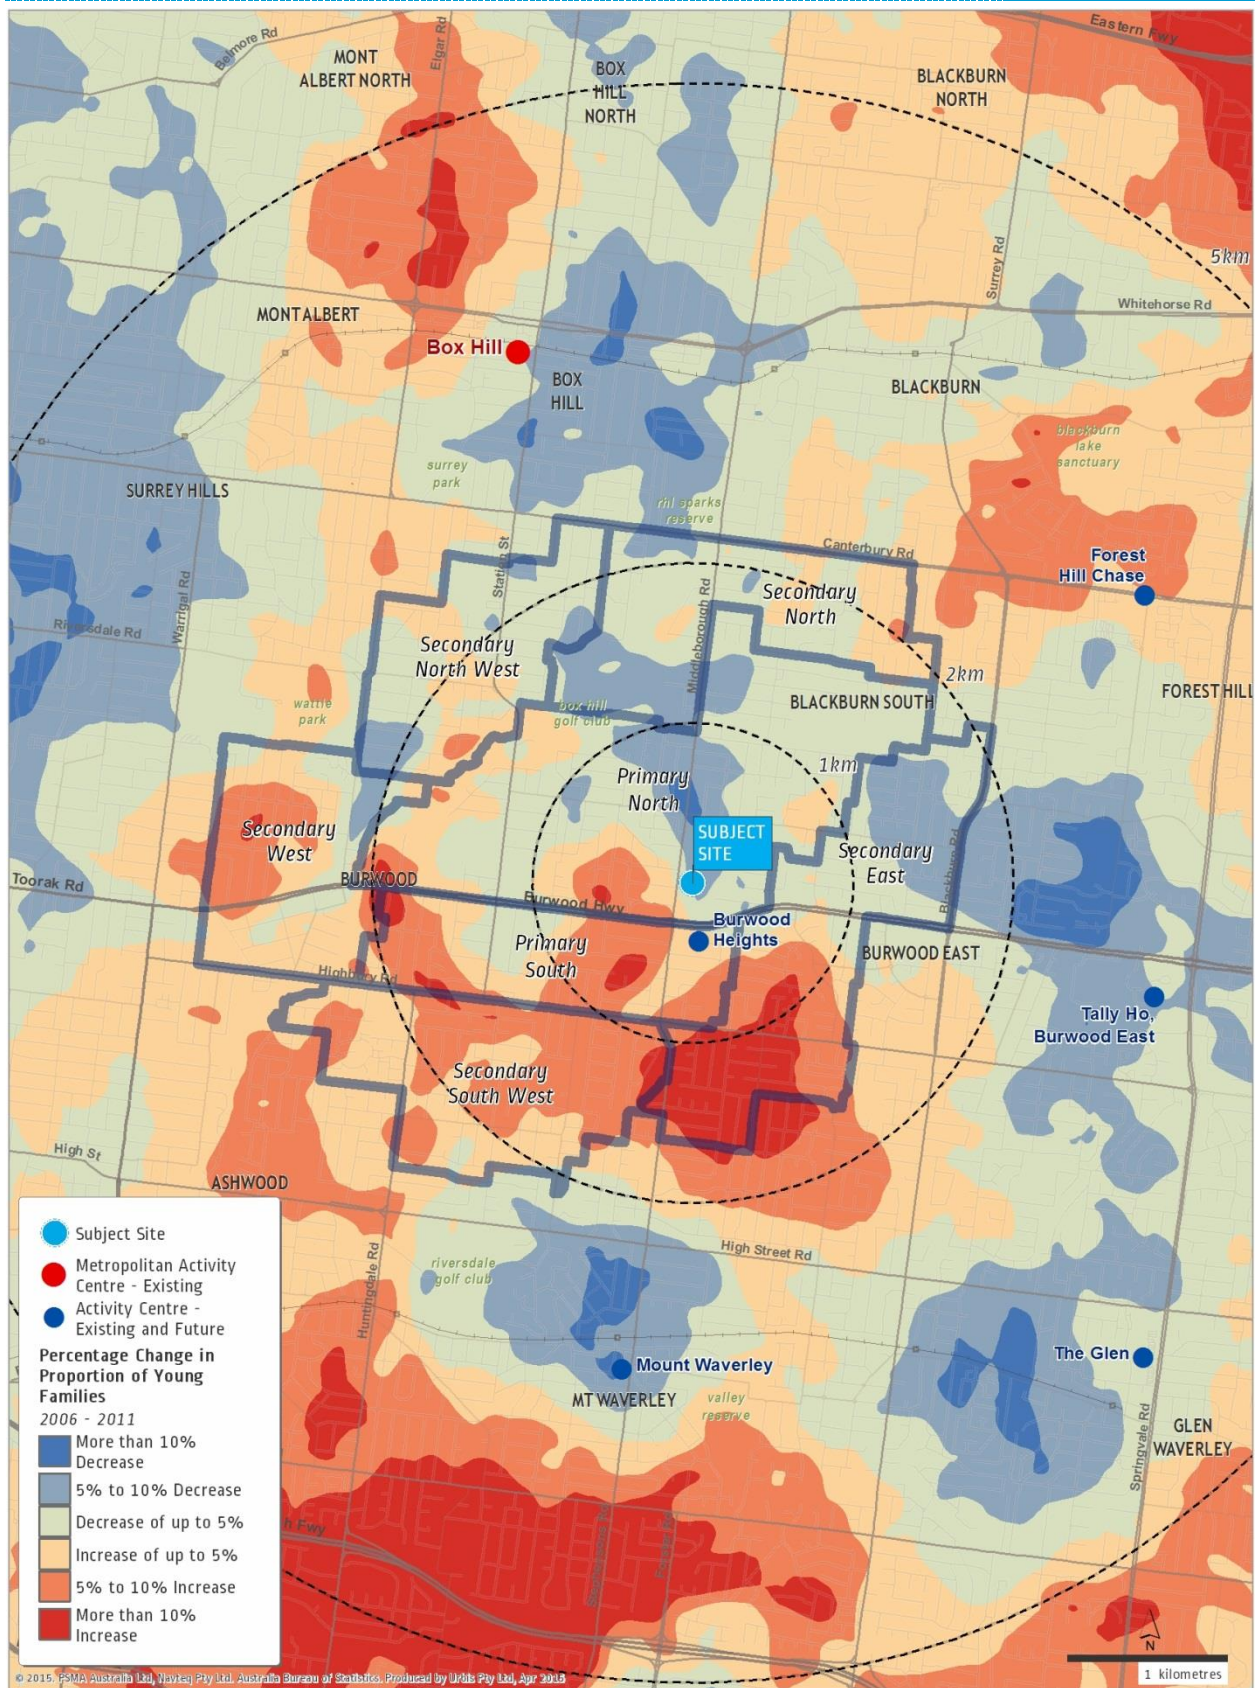 Eastern Fwy
Belmore Rd
Elgar Rd
MONT
ALBERT NORTH
BOX
HILL
NORTH
BLACKBURN
NORTH
5km
Surrey Rd
Whitehorse Rd
MONT ALBERT
Box Hill
BOX
HILL
BLACKBURN
blackburn
lake
sanctuary
surrey
park
SURREY HILLS
rhl sparks
reserve
Canterbury Rd
Forest
Hill Chase
Station St
Warrigal Rd
Middleborough Rd
Secondary
North
Riversdale Rd
Secondary
North West
2km
FOREST HILL
BLACKBURN SOUTH
wattle
park
box hill
golf club
1km
Primary
North
SUBJECT
SITE
Secondary
West
Secondary
East
Blackburn Rd
Toorak Rd
BURWOOD
Burwood Hwy
Burwood
Heights
Primary
South
BURWOOD EAST
Highbury Rd
Tally Ho,
Burwood East
Secondary
South West
High St
ASHWOOD
High Street Rd
riversdale
golf club
Huntingdale Rd
Mount Waverley
The Glen
MT WAVERLEY
valley
reserve
Springvale Rd
GLEN
WAVERLEY
h Fwy
Subject Site
Metropolitan Activity
Centre - Existing
Activity Centre -
Existing and Future
Percentage Change in
Proportion of Young
Families
2006 - 2011
More than 10%
Decrease
5% to 10% Decrease
Decrease of up to 5%
Increase of up to 5%
5% to 10% Increase
More than 10%
Increase
N
1 kilometres
© 2015. PSMA Australia Ltd, Navteq Pty Ltd. Australia Bureau of Statistics. Produced by Urbis Pty Ltd, Apr 2015